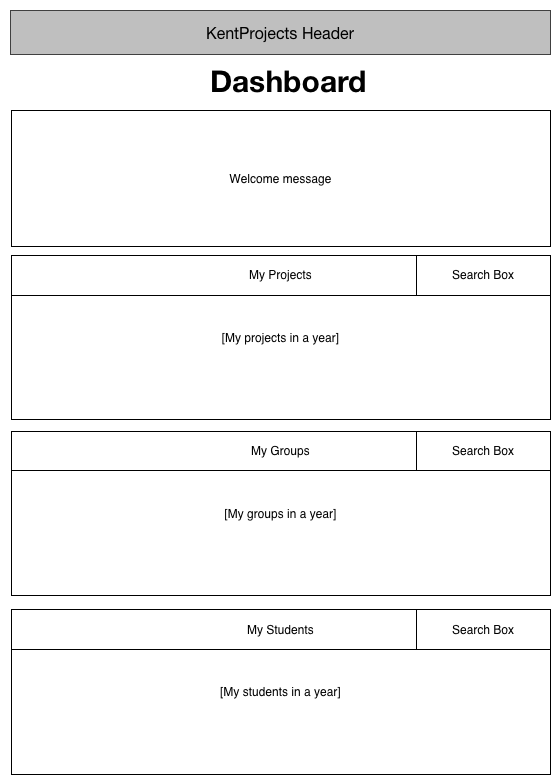 KentProjects Header
Dashboard
Welcome message
My Projects
Search Box
[My projects in a year]
My Groups
Search Box
[My groups in a year]
My Students
Search Box
[My students in a year]